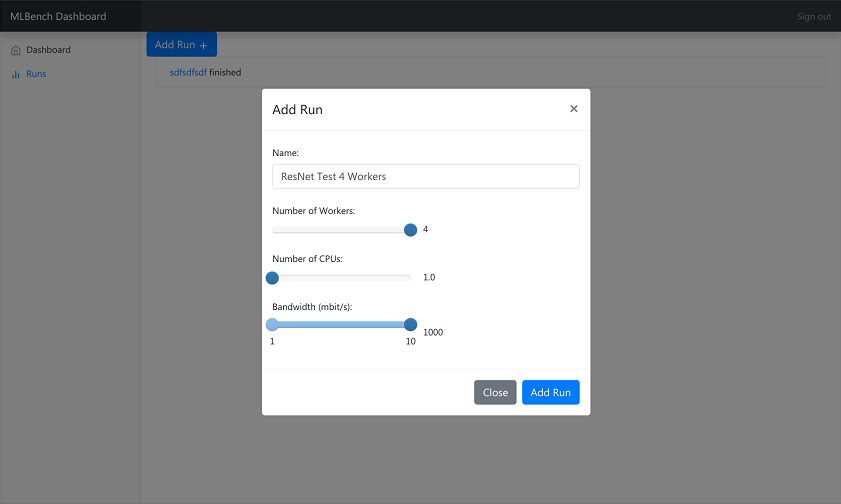 MLBench Dashboard
Sign out
Dashboard
Runs
Add Run +
sdfsdfsdf finished
Add Run ×
Name:
ResNet Test 4 Workers
Number of Workers:
4
Number of CPUs:
1.0
Bandwidth (mbit/s):
1000
1 10
Close Add Run